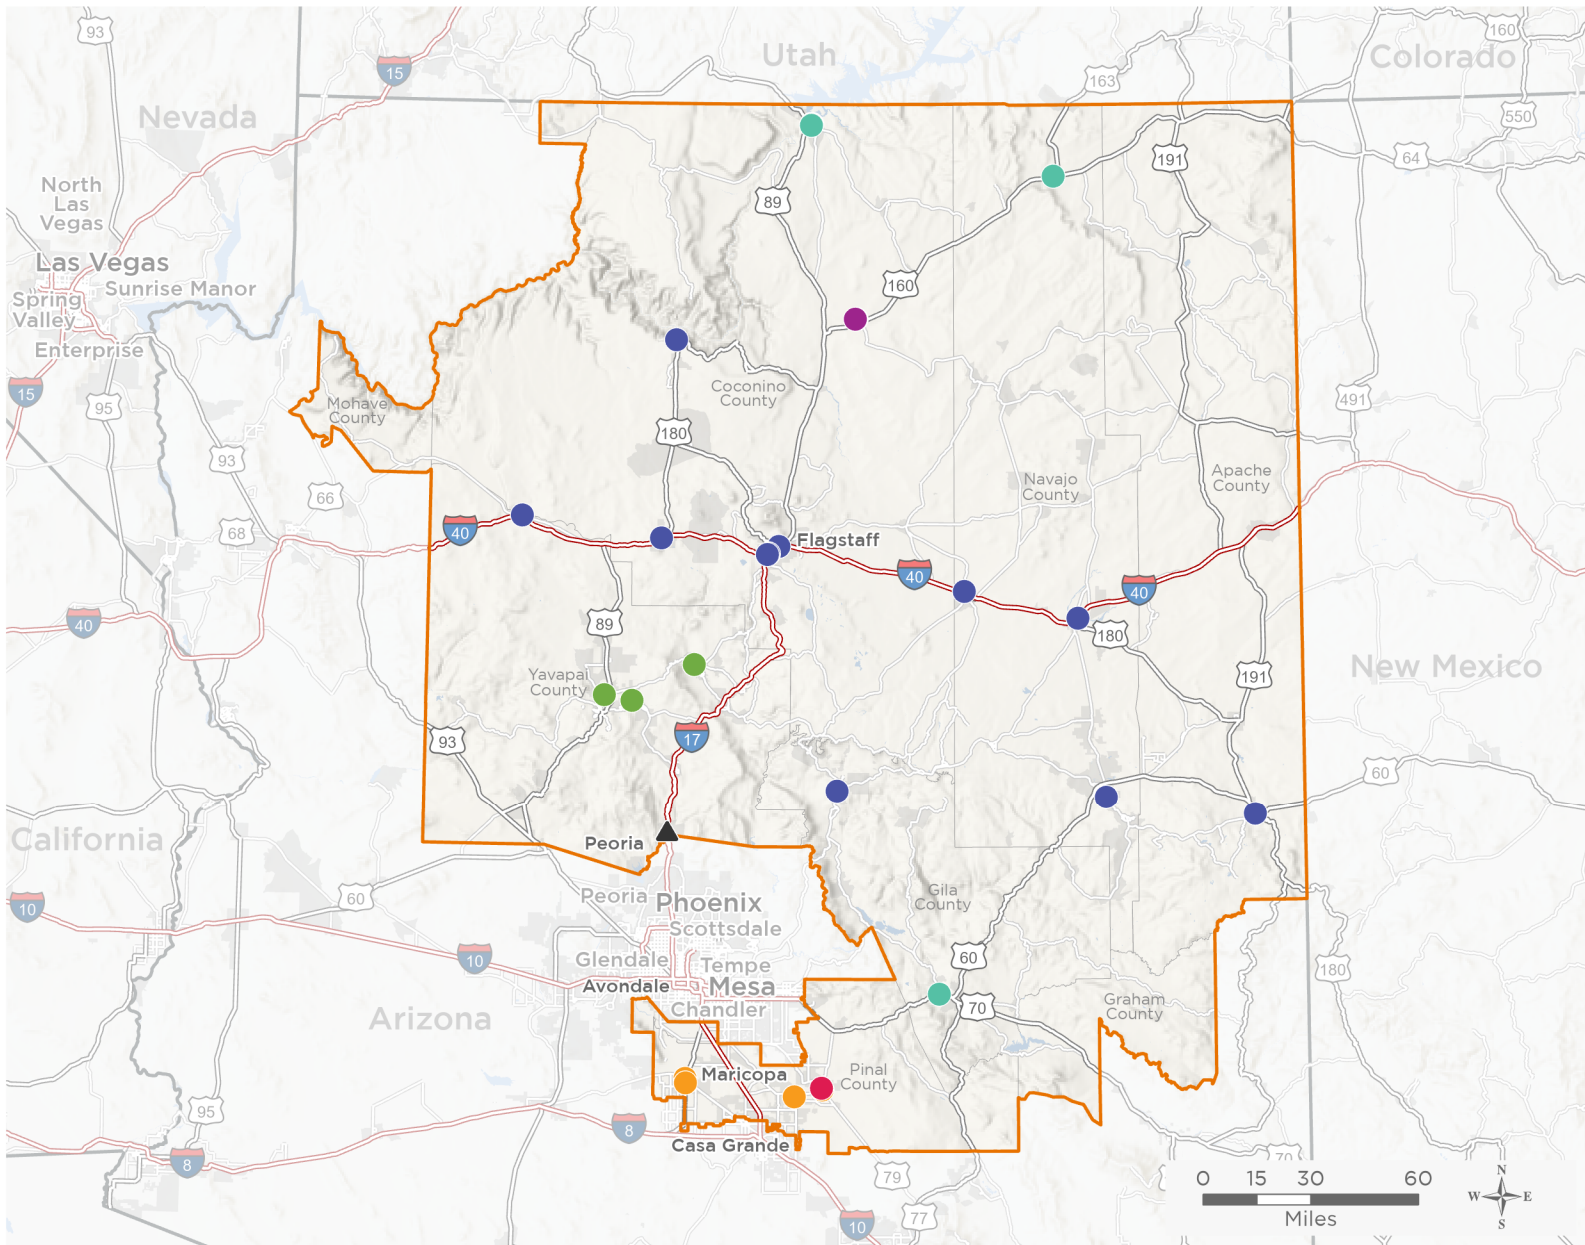 93
Utah
160
Colorado
15
163
Nevada
550
191
64
North
Las
Vegas
89
Las Vegas
Sunrise Manor
160
Spring
Valley
Enterprise
15
Coconino
County
95
Mohave
County
491
180
93
Navajo
County
Apache
County
66
68
40
Flagstaff
40
40
40
89
180
New Mexico
Yavapai
County
191
17
93
60
California
Peoria
60
Peoria
Phoenix
Gila
County
10
Scottsdale
10
Glendale
Tempe
60
180
Avondale
Mesa
Chandler
70
Graham
County
Arizona
Maricopa
Pinal
County
95
8
Casa Grande
8
70
79
77
10
0 15 30 60
Miles
N
W E
S